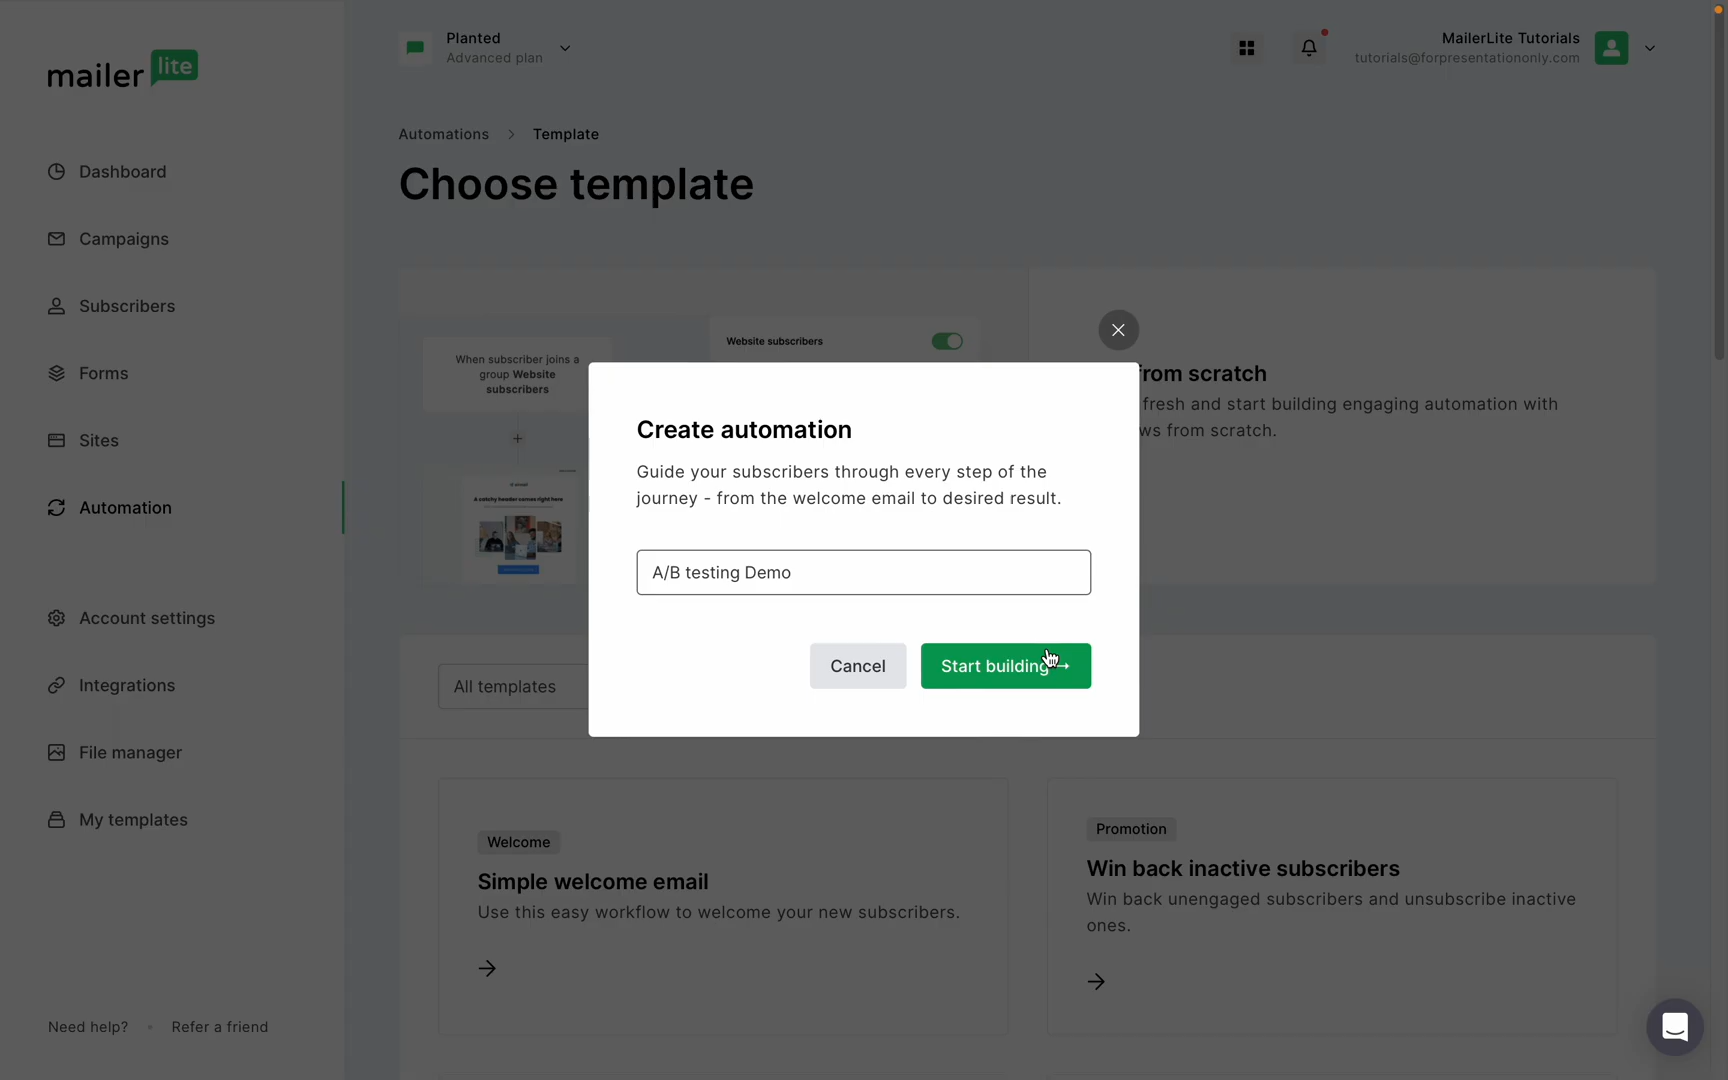 mailer lite
Planted
Advanced plan
MailerLite Tutorials
tutorials@forpresentationonly.com
Dashboard
Campaigns
Subscribers
Forms
Sites
Automation
Account settings
Integrations
File manager
My templates
Need help? • Refer a friend
Automations > Template
Choose template
When subscriber joins a
group Website
subscribers
Website subscribers
A catchy header comes right here
from scratch
fresh and start building engaging automation with
ws from scratch.
Create automation
Guide your subscribers through every step of the
journey - from the welcome email to desired result.
A/B testing Demo
Cancel
Start building →
All templates
Welcome
Simple welcome email
Use this easy workflow to welcome your new subscribers.
Promotion
Win back inactive subscribers
Win back unengaged subscribers and unsubscribe inactive
ones.